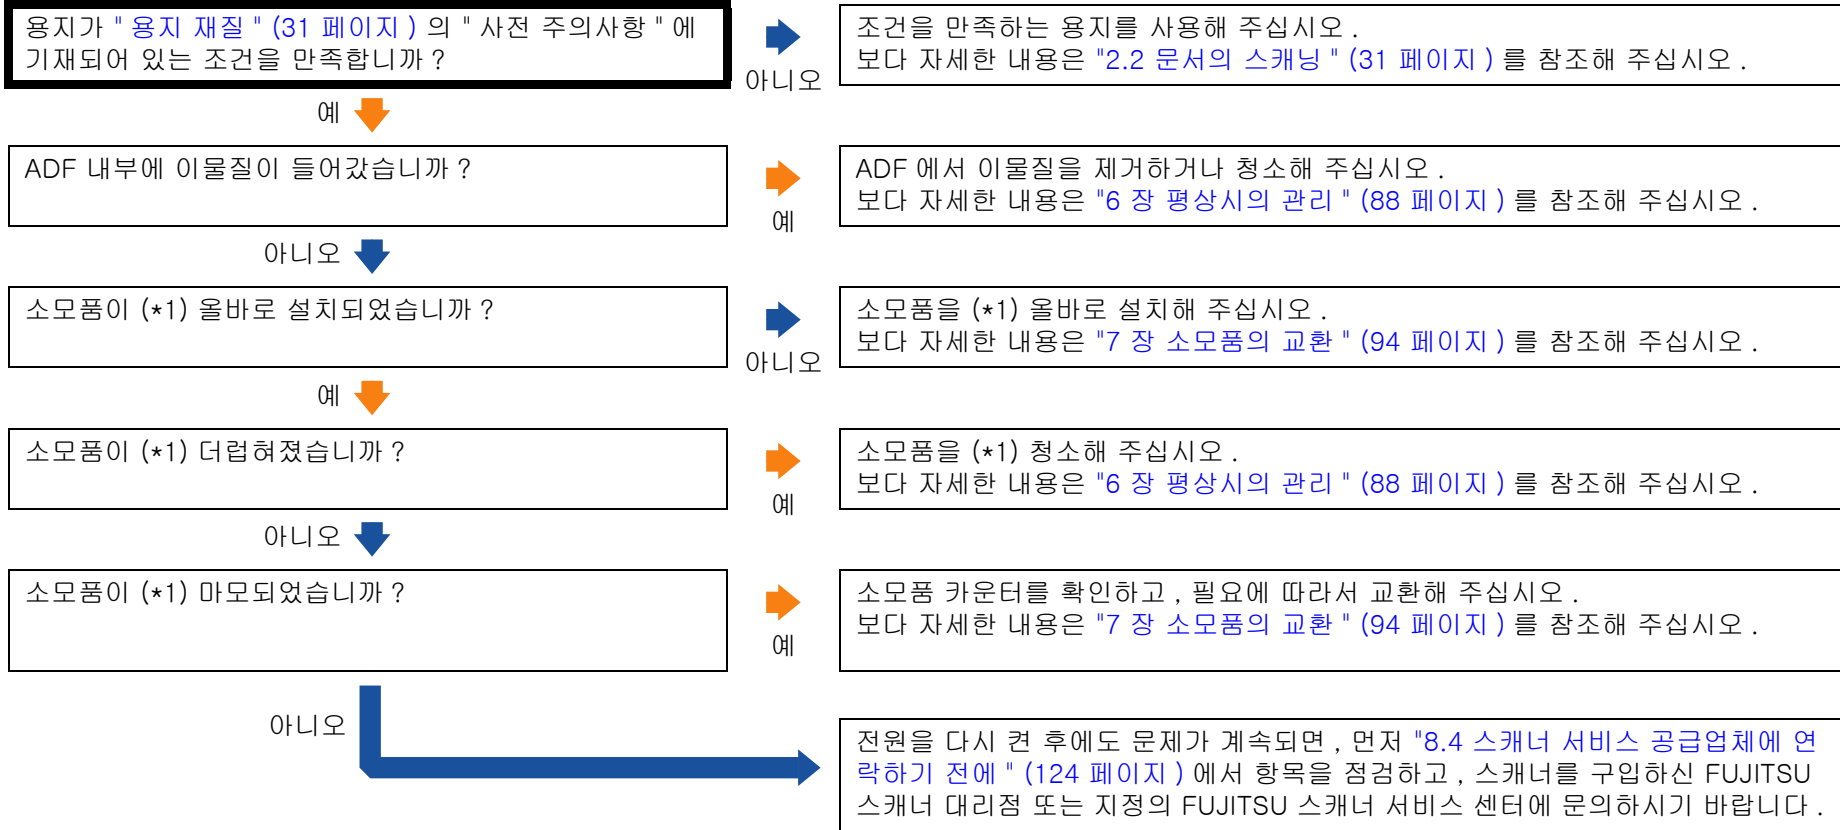 용지가 " 용지 재질 " (31 페이지 ) 의 " 사전 주의사항 " 에
기재되어 있는 조건을 만족합니까 ?
아니오
조건을 만족하는 용지를 사용해 주십시오 .
보다 자세한 내용은 "2.2 문서의 스캐닝 " (31 페이지 ) 를 참조해 주십시오 .
예
ADF 내부에 이물질이 들어갔습니까 ?
예
ADF 에서 이물질을 제거하거나 청소해 주십시오 .
보다 자세한 내용은 "6 장 평상시의 관리 " (88 페이지 ) 를 참조해 주십시오 .
아니오
소모품이 (*1) 올바로 설치되었습니까 ?
아니오
소모품을 (*1) 올바로 설치해 주십시오 .
보다 자세한 내용은 "7 장 소모품의 교환 " (94 페이지 ) 를 참조해 주십시오 .
예
소모품이 (*1) 더럽혀졌습니까 ?
예
소모품을 (*1) 청소해 주십시오 .
보다 자세한 내용은 "6 장 평상시의 관리 " (88 페이지 ) 를 참조해 주십시오 .
아니오
소모품이 (*1) 마모되었습니까 ?
예
소모품 카운터를 확인하고 , 필요에 따라서 교환해 주십시오 .
보다 자세한 내용은 "7 장 소모품의 교환 " (94 페이지 ) 를 참조해 주십시오 .
아니오
전원을 다시 켠 후에도 문제가 계속되면 , 먼저 "8.4 스캐너 서비스 공급업체에 연
락하기 전에 " (124 페이지 ) 에서 항목을 점검하고 , 스캐너를 구입하신 FUJITSU
스캐너 대리점 또는 지정의 FUJITSU 스캐너 서비스 센터에 문의하시기 바랍니다 .